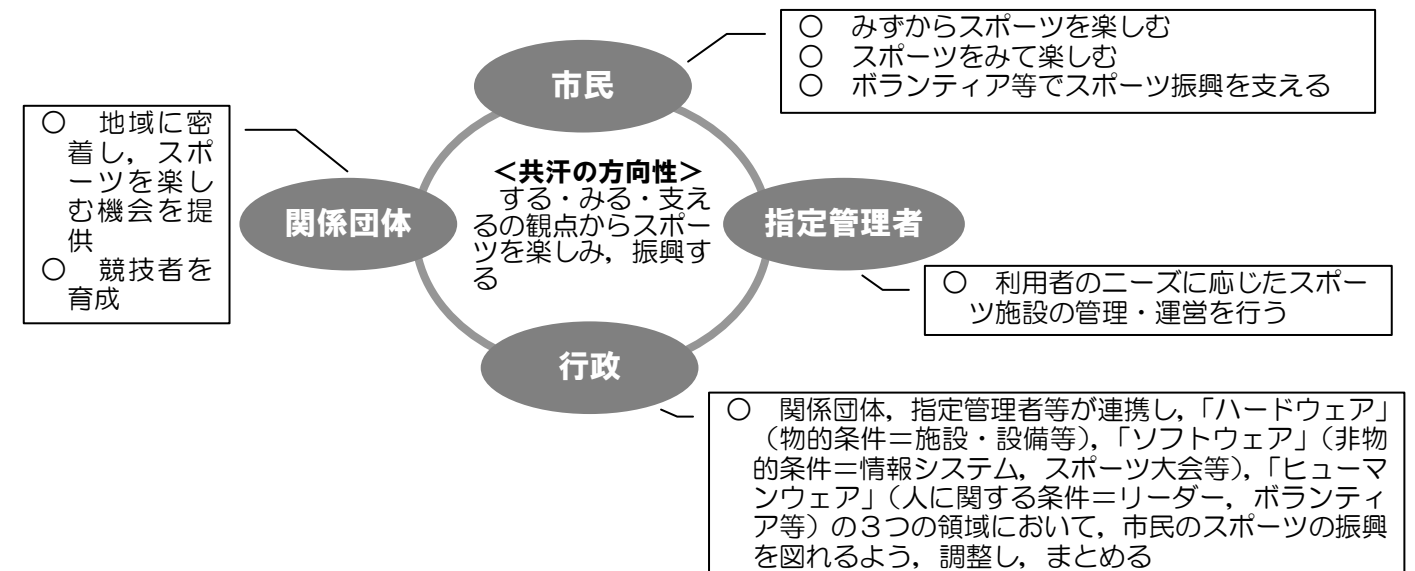 ○　みずからスポーツを楽しむ
○　スポーツをみて楽しむ
○　ボランティア等でスポーツ振興を支える
市民
○　地域に密
着し，スポ
ーツを楽し
む機会を提
供
○　競技者を
育成
関係団体
＜共汗の方向性＞
する・みる・支え
るの観点からスポー
ツを楽しみ，振興す
る
指定管理者
○　利用者のニーズに応じたスポー
ツ施設の管理・運営を行う
行政
○　関係団体，指定管理者等が連携し，「ハードウェア」
（物的条件＝施設・設備等），「ソフトウェア」（非物
的条件＝情報システム，スポーツ大会等），「ヒューマ
ンウェア」（人に関する条件＝リーダー，ボランティ
ア等）の３つの領域において，市民のスポーツの振興
を図れるよう，調整し，まとめる